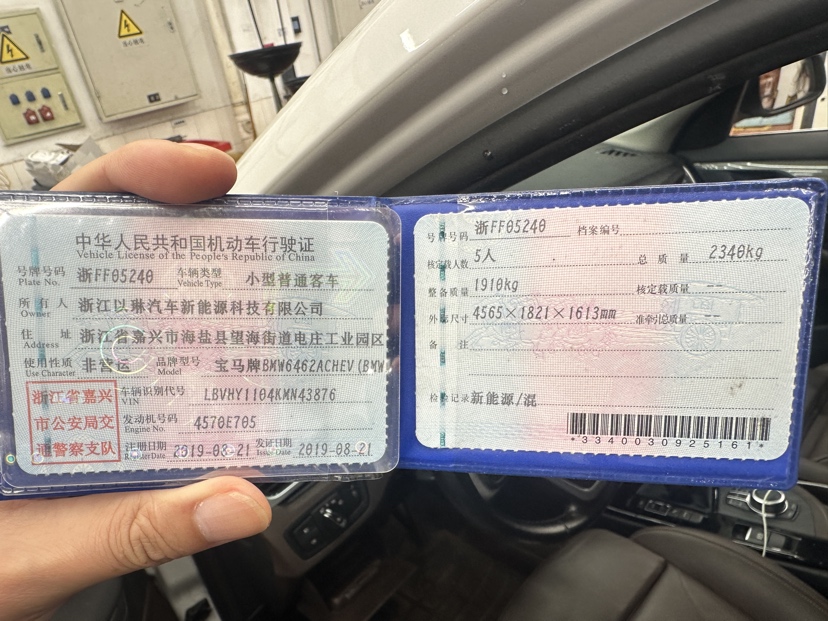 当心触电
当心触电
中华人民共和国机动车行驶证
Vehicle License of the People's Republic of China
号牌号码 浙FF05240 车辆类型 小型普通客车
Plate No. Vehicle Type
所有人 浙江以琳汽车新能源科技有限公司
Owner
住址 浙江省嘉兴市海盐县望海街道电庄工业园区
Address
使用性质 非营运 品牌型号 宝马牌BMW6462ACHEV(BMW
Use Character Model
浙江省嘉兴
市公安局交
通警察支队
车辆识别代号 LBVHY1104KMN43876
VIN
发动机号码 4570E705
Engine No.
注册日期 2019-08-21 发证日期 2019-08-21
Register Date Issue Date
号牌号码 浙FF05240 档案编号
核定载人数 5人 总质量 2340kg
整备质量 1910kg 核定载质量 --
外廓尺寸 4565×1821×1613mm 准牵引总质量 --
备注
检验记录 新能源/混
*3340030925161*